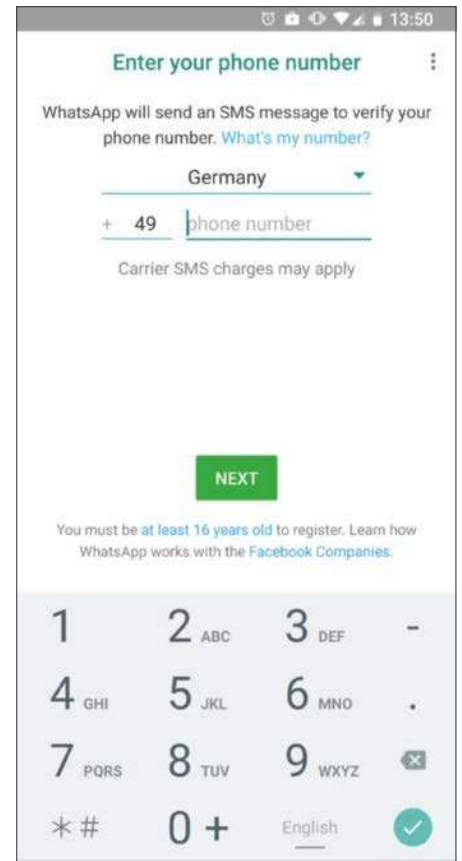 13:50
Enter your phone number
WhatsApp will send an SMS message to verify your
phone number. What's my number?
Germany
+ 49 phone number
Carrier SMS charges may apply
NEXT
You must be at least 16 years old to register. Learn how
WhatsApp works with the Facebook Companies.
1 2 ABC 3 DEF -
4 GHI 5 JKL 6 MNO .
7 PQRS 8 TUV 9 WXYZ
*# 0 + English